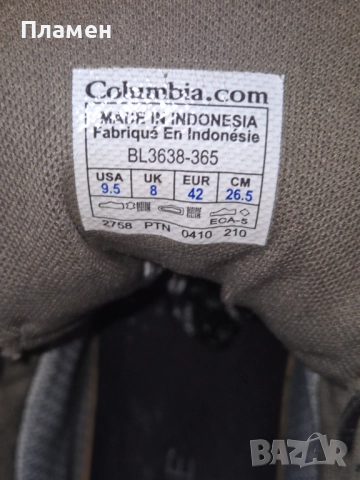 Пламен
Columbia.com
MADE IN INDONESIA
Fabriqué En Indonésie
BL3638-365
USA UK EUR CM
9.5 8 42 26.5
ECA-5
2758 PTN 0410 210
BAZAR